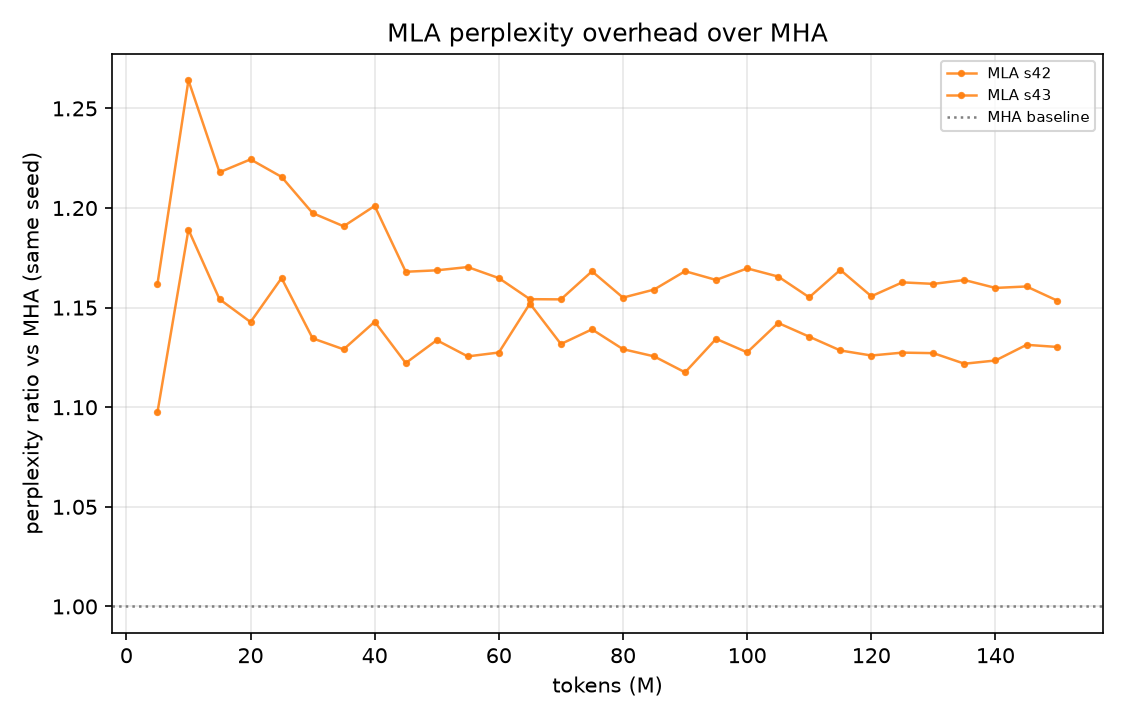 MLA perplexity overhead over MHA
MLA s42
MLA s43
MHA baseline
perplexity ratio vs MHA (same seed)
1.25
1.20
1.15
1.10
1.05
1.00
0 20 40 60 80 100 120 140
tokens (M)